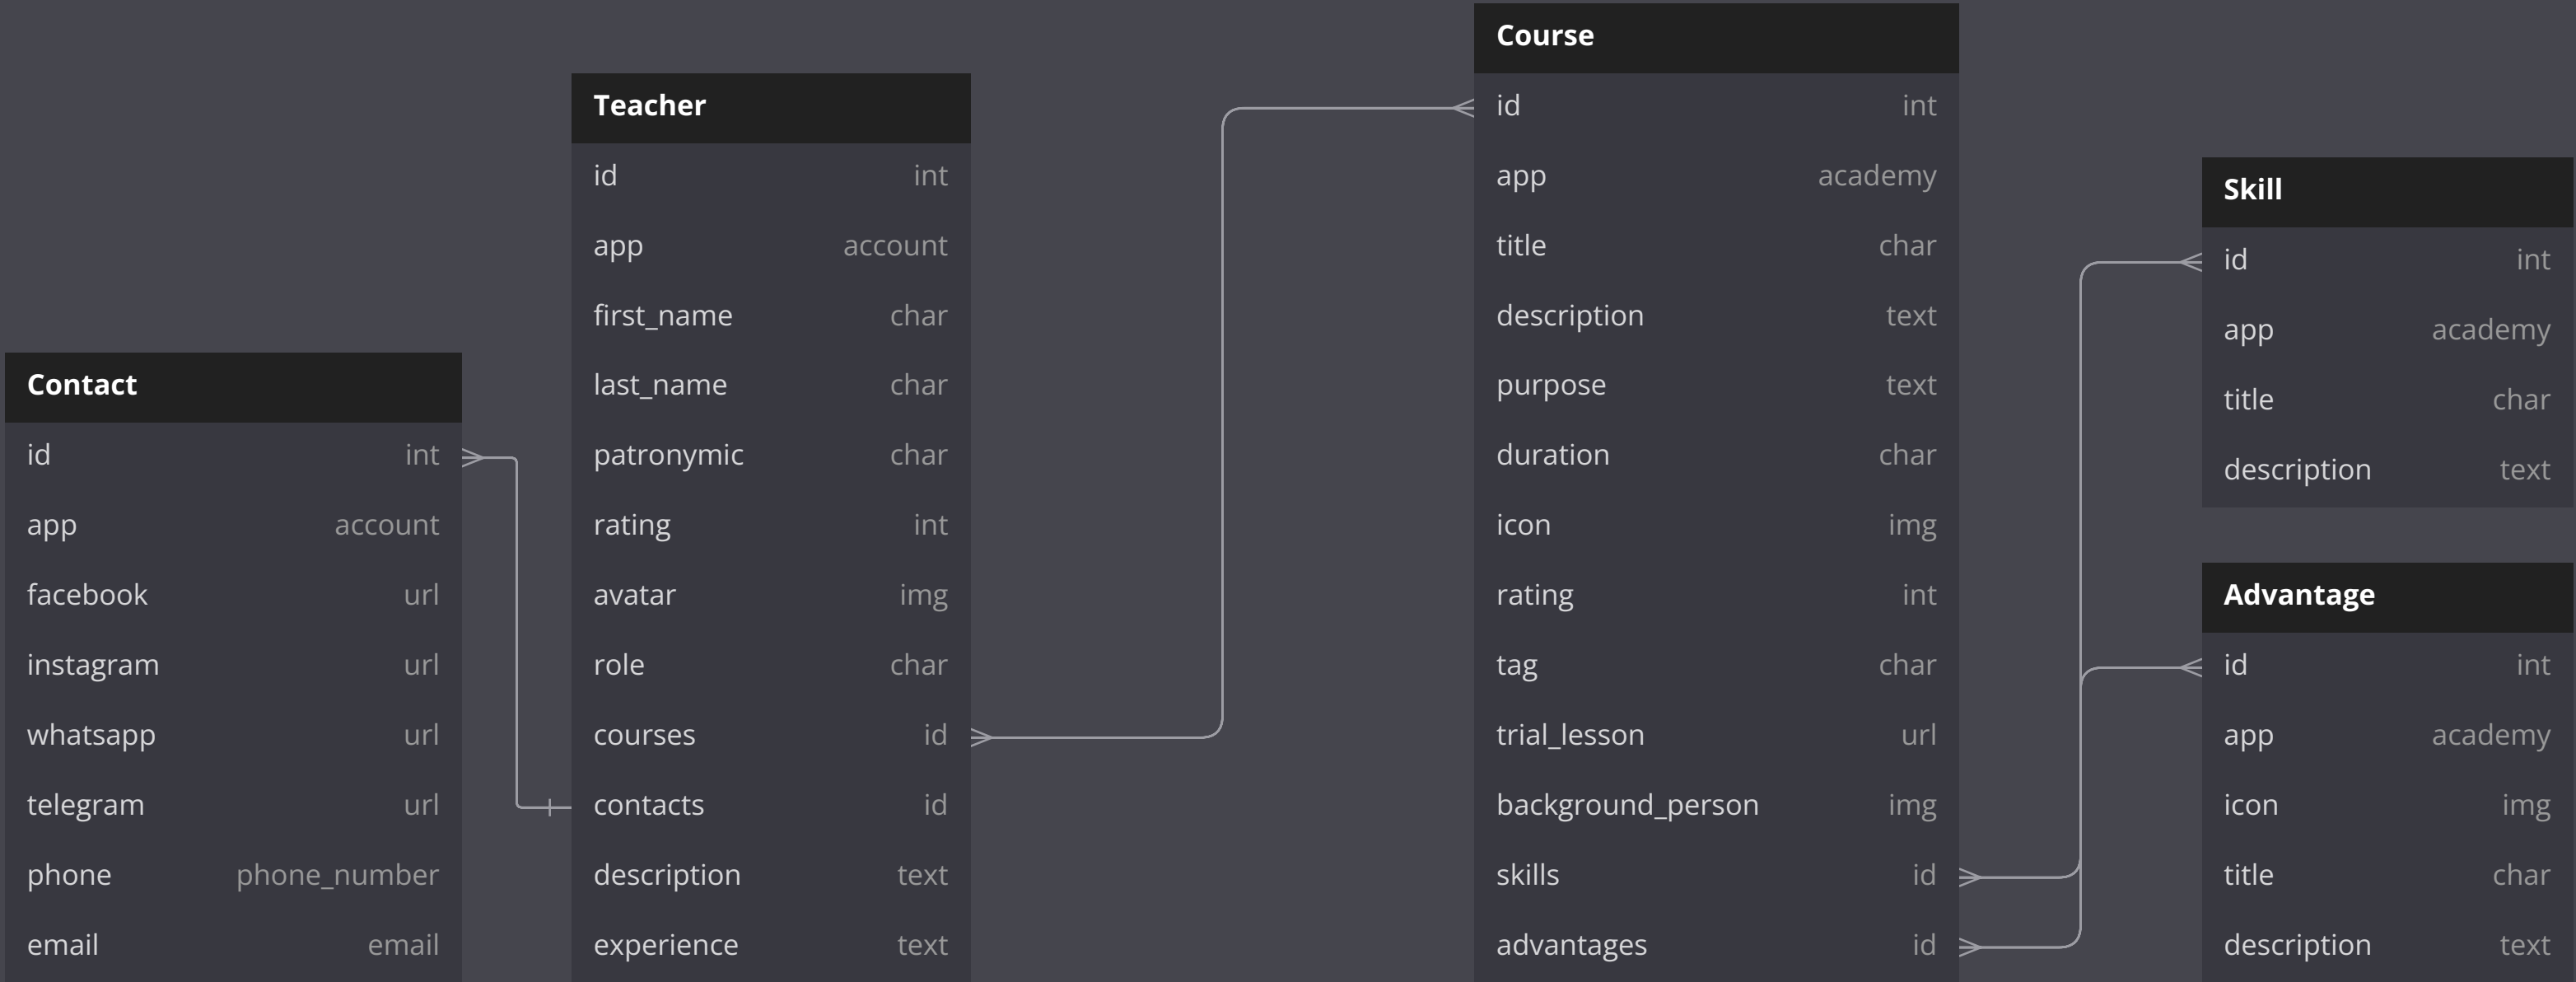 Contact
id int
app account
facebook url
instagram url
whatsapp url
telegram url
phone phone_number
email email
Teacher
id int
app account
first_name char
last_name char
patronymic char
rating int
avatar img
role char
courses id
contacts id
description text
experience text
Course
id int
app academy
title char
description text
purpose text
duration char
icon img
rating int
tag char
trial_lesson url
background_person img
skills id
advantages id
Skill
id int
app academy
title char
description text
Advantage
id int
app academy
icon img
title char
description text